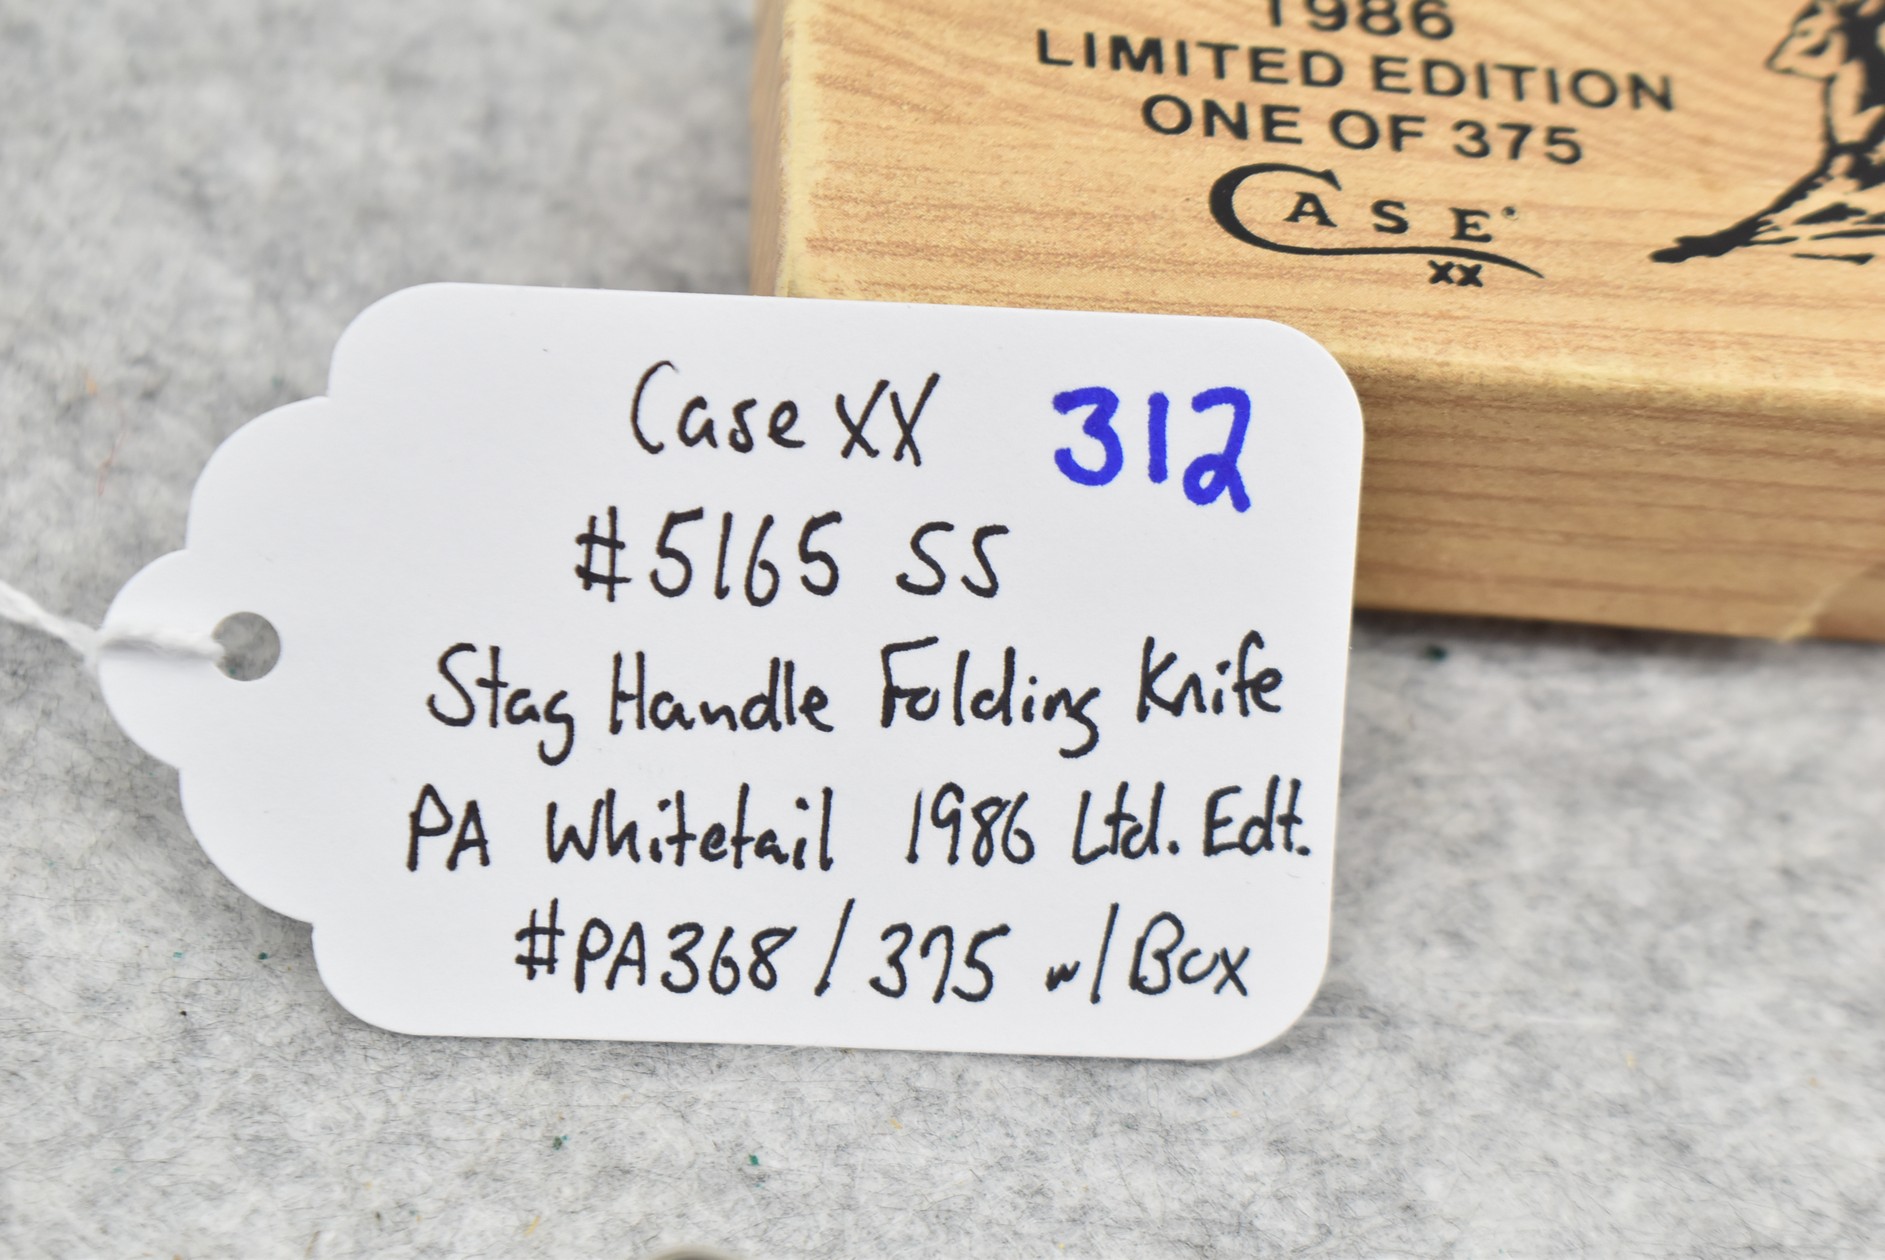 1986
LIMITED EDITION
ONE OF 375
CASE
XX
Case XX 312
#5165 SS
Stag Handle Folding Knife
PA Whitetail 1986 Ltd. Edt.
#PA368 / 375 w/ Box